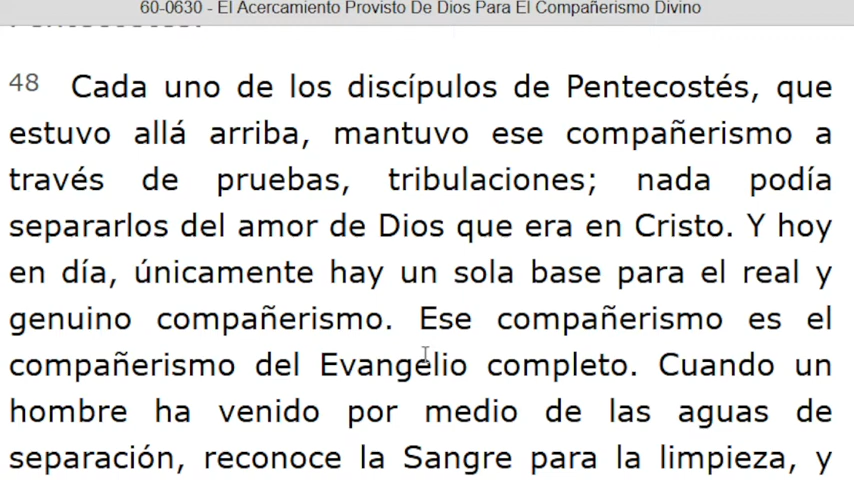 60-0630 - El Acercamiento Provisto De Dios Para El Compañerismo Divino
48 Cada uno de los discípulos de Pentecostés, que
estuvo allá arriba, mantuvo ese compañerismo a
través de pruebas, tribulaciones; nada podía
separarlos del amor de Dios que era en Cristo. Y hoy
en día, únicamente hay un sola base para el real y
genuino compañerismo. Ese compañerismo es el
compañerismo del Evangelio completo. Cuando un
hombre ha venido por medio de las aguas de
separación, reconoce la Sangre para la limpieza, y